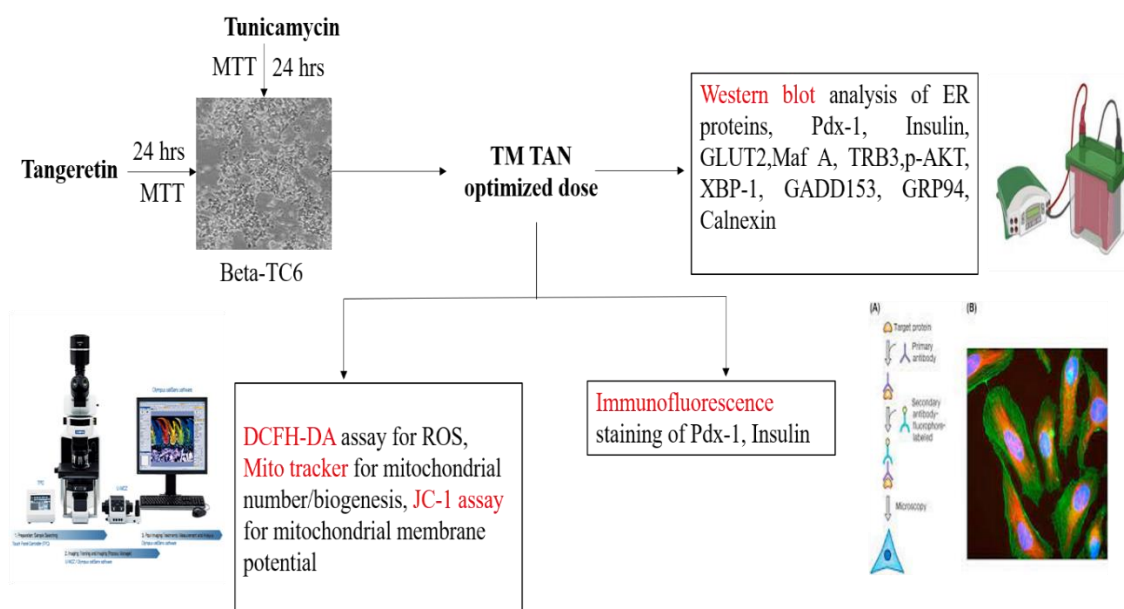 Tunicamycin
MTT 24 hrs
Tangeretin
24 hrs
MTT
Beta-TC6
TM TAN
optimized dose
Western blot analysis of ER
proteins, Pdx-1, Insulin,
GLUT2,Maf A, TRB3,p-AKT,
XBP-1, GADD153, GRP94,
Calnexin
DCFH-DA assay for ROS,
Mito tracker for mitochondrial
number/biogenesis, JC-1 assay
for mitochondrial membrane
potential
Immunofluorescence
staining of Pdx-1, Insulin
(A)
Target protein
Primary
antibody
Secondary
antibody-
fluorophore-
labeled
Microscopy
(B)